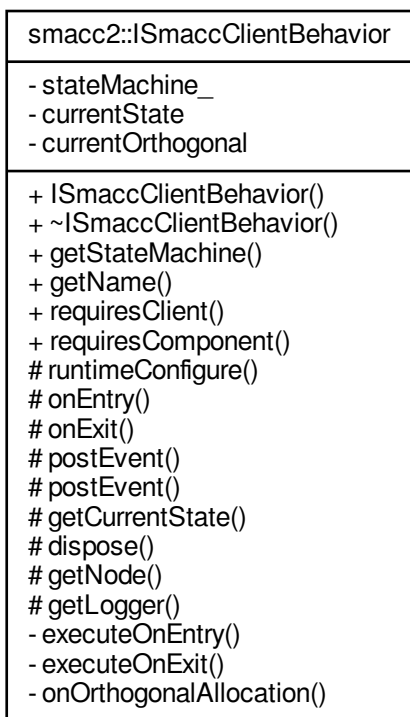 smacc2::ISmaccClientBehavior
- stateMachine_
- currentState
- currentOrthogonal
+ ISmaccClientBehavior()
+ ~ISmaccClientBehavior()
+ getStateMachine()
+ getName()
+ requiresClient()
+ requiresComponent()
# runtimeConfigure()
# onEntry()
# onExit()
# postEvent()
# postEvent()
# getCurrentState()
# dispose()
# getNode()
# getLogger()
- executeOnEntry()
- executeOnExit()
- onOrthogonalAllocation()